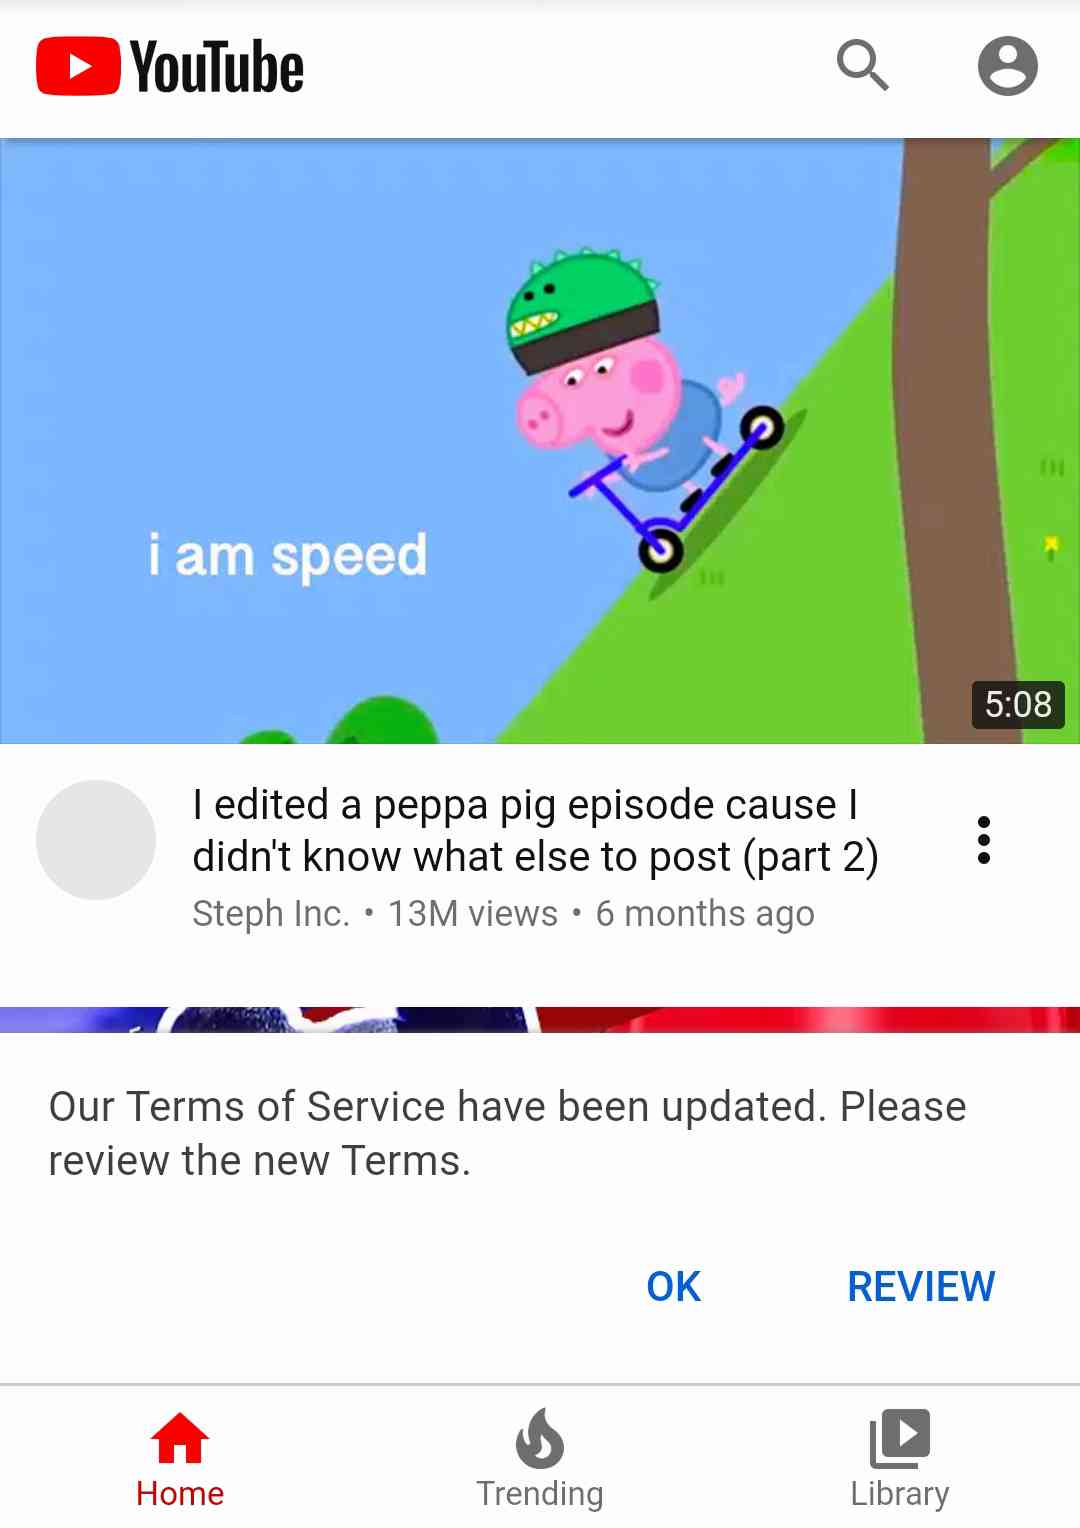 YouTube
i am speed
5:08
I edited a peppa pig episode cause I
didn't know what else to post (part 2)
Steph Inc. • 13M views • 6 months ago
Our Terms of Service have been updated. Please
review the new Terms.
OK REVIEW
Home Trending Library